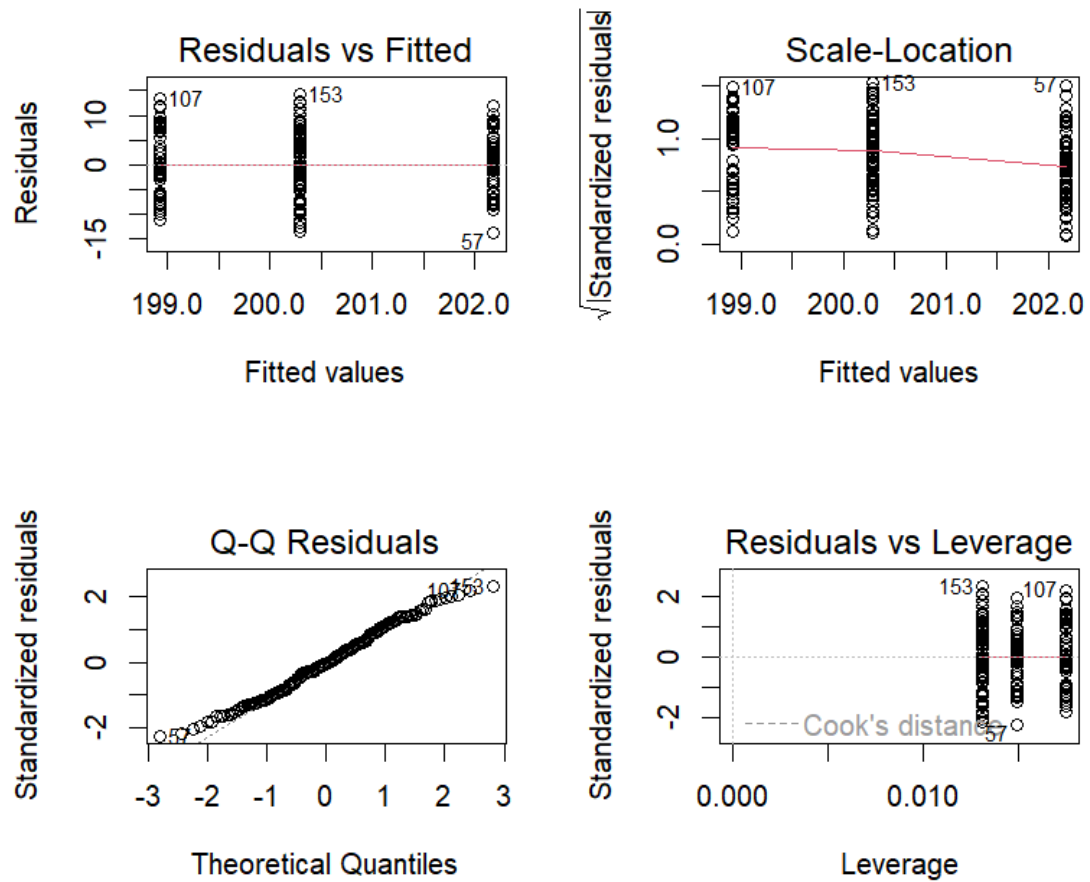 Residuals vs Fitted
Residuals
10
0
-15
107
153
57
199.0 200.0 201.0 202.0
Fitted values
Scale-Location
√|Standardized residuals|
1.0
0.0
107
153
57
199.0 200.0 201.0 202.0
Fitted values
Q-Q Residuals
Standardized residuals
2
0
-2
107
153
57
-3 -2 -1 0 1 2 3
Theoretical Quantiles
Residuals vs Leverage
Standardized residuals
2
0
-2
153
107
57
Cook's distance
0.000 0.010
Leverage